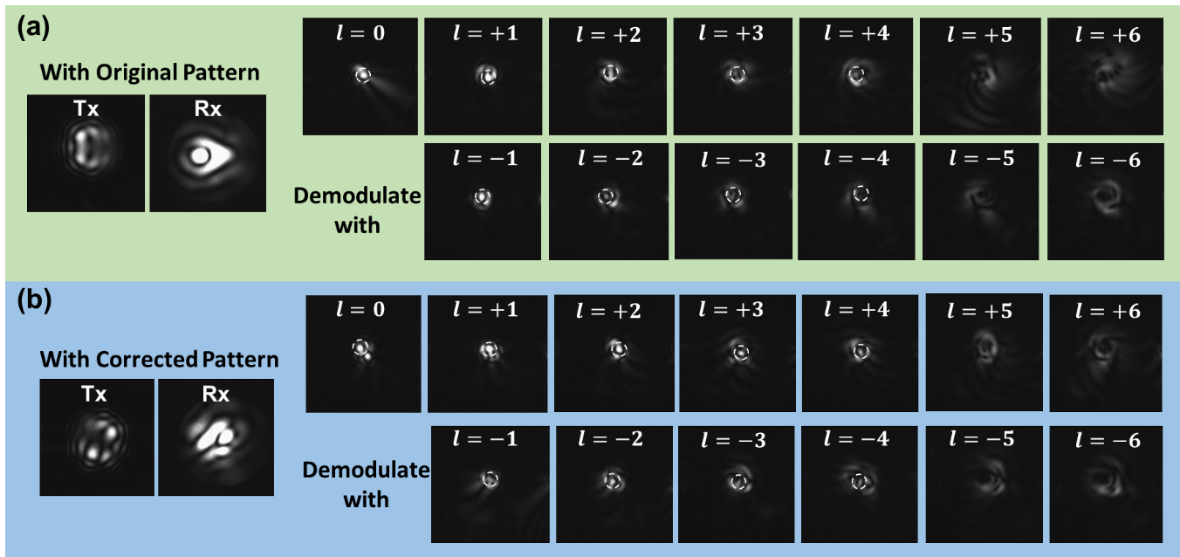 (a)
With Original Pattern
Tx Rx
l = 0 l = +1 l = +2 l = +3 l = +4 l = +5 l = +6
Demodulate
with
l = −1 l = −2 l = −3 l = −4 l = −5 l = −6
(b)
With Corrected Pattern
Tx Rx
l = 0 l = +1 l = +2 l = +3 l = +4 l = +5 l = +6
Demodulate
with
l = −1 l = −2 l = −3 l = −4 l = −5 l = −6